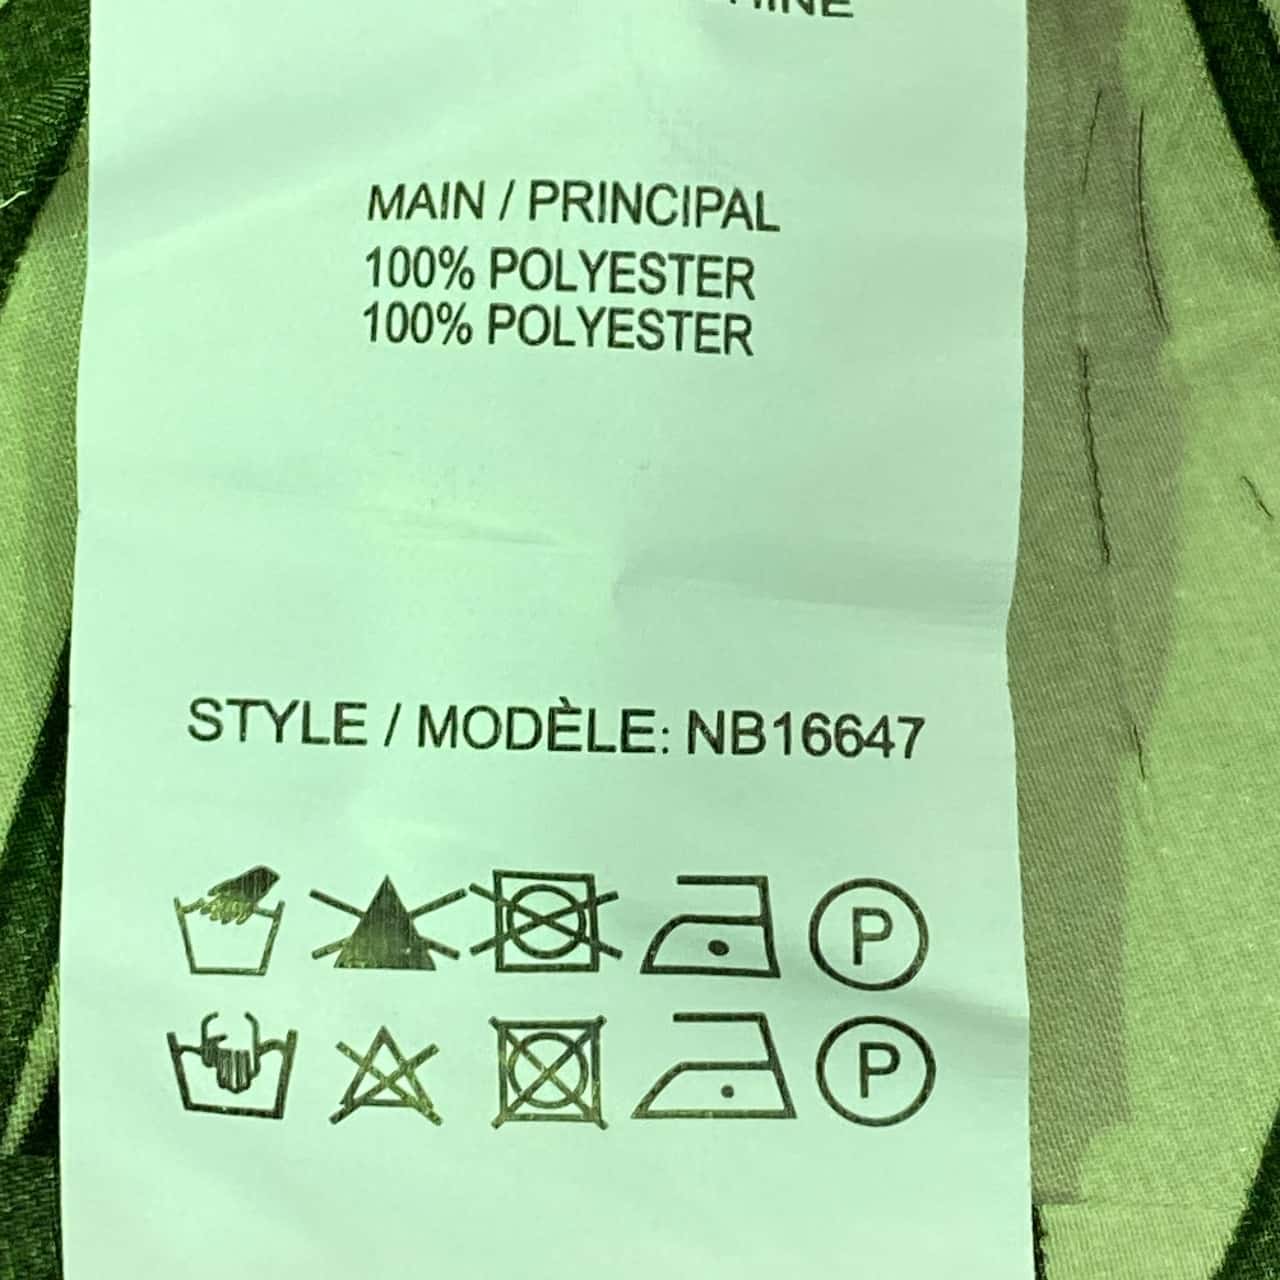 MAIN / PRINCIPAL
100% POLYESTER
100% POLYESTER
STYLE / MODÈLE: NB16647
P
P